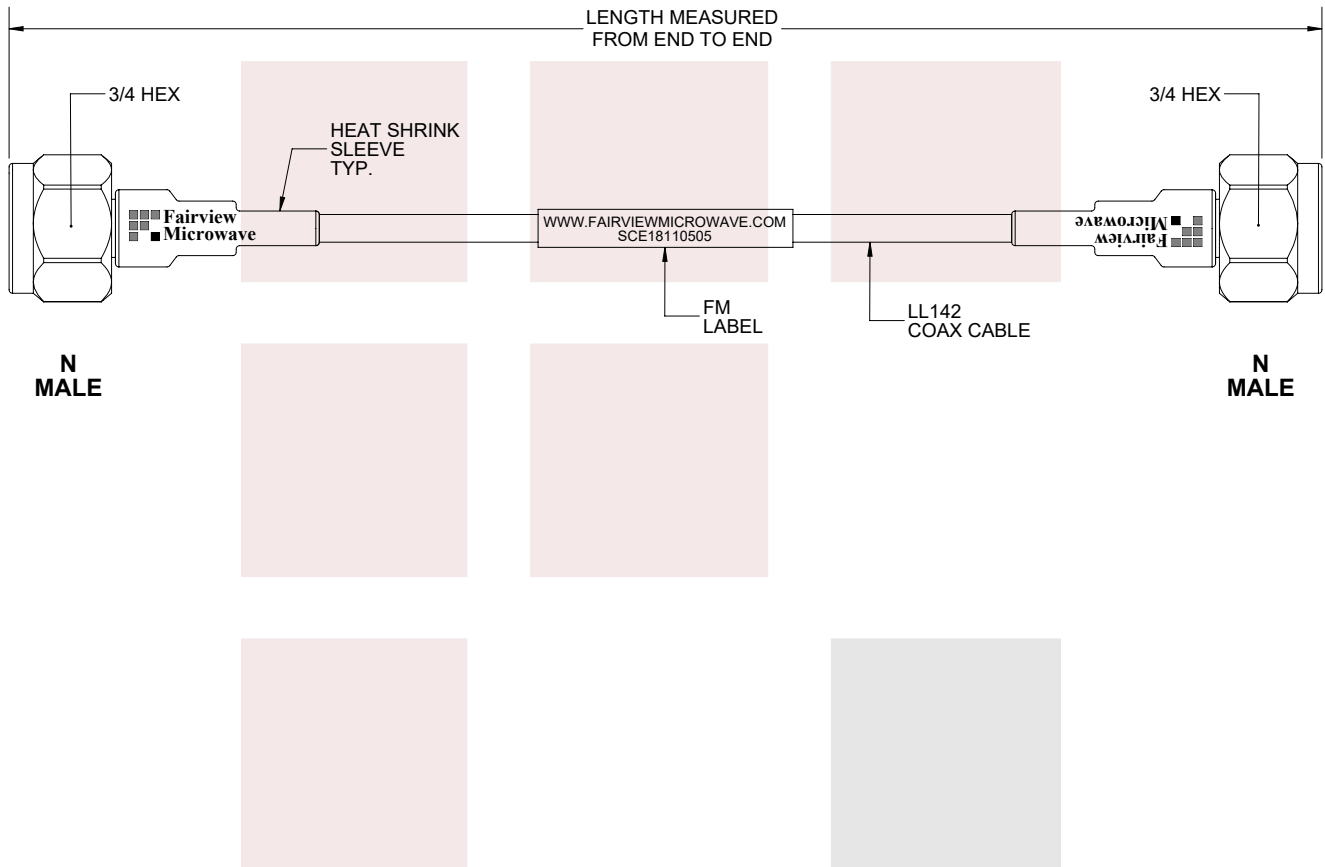 LENGTH MEASURED
FROM END TO END
3/4 HEX
3/4 HEX
HEAT SHRINK
SLEEVE
TYP.
Fairview
Microwave
WWW.FAIRVIEWMICROWAVE.COM
SCE18110505
Fairview
Microwave
FM
LABEL
LL142
COAX CABLE
N
MALE
N
MALE